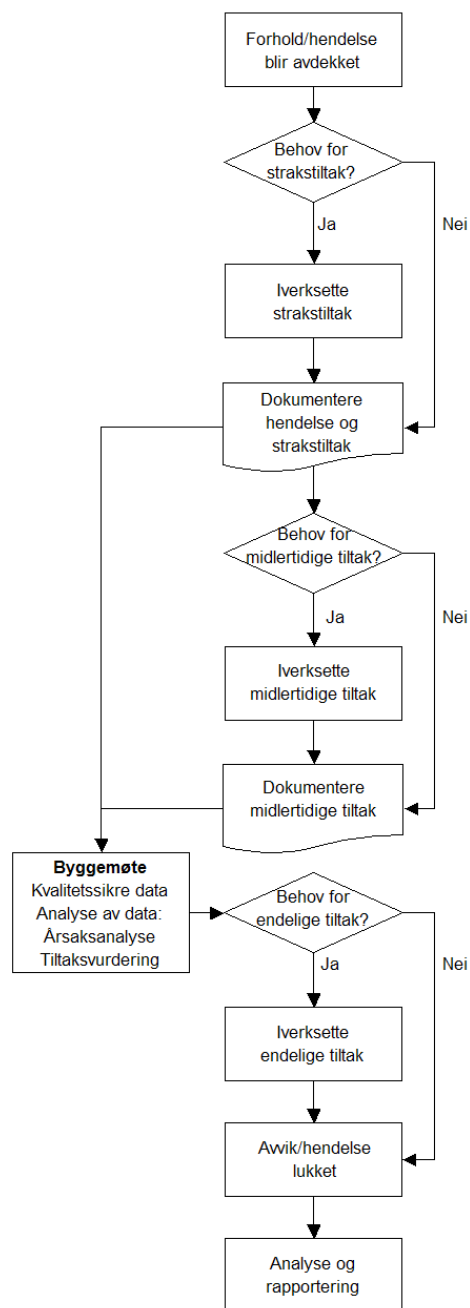 Forhold/hendelse
blir avdekket
Behov for
strakstiltak?
Ja
Nei
Iverksette
strakstiltak
Dokumentere
hendelse og
strakstiltak
Behov for
midlertidige tiltak?
Ja
Nei
Iverksette
midlertidige tiltak
Dokumentere
midlertidige tiltak
Byggemøte
Kvalitetssikre data
Analyse av data:
Årsaksanalyse
Tiltaksvurdering
Behov for
endelige tiltak?
Ja
Nei
Iverksette
endelige tiltak
Avvik/hendelse
lukket
Analyse og
rapportering